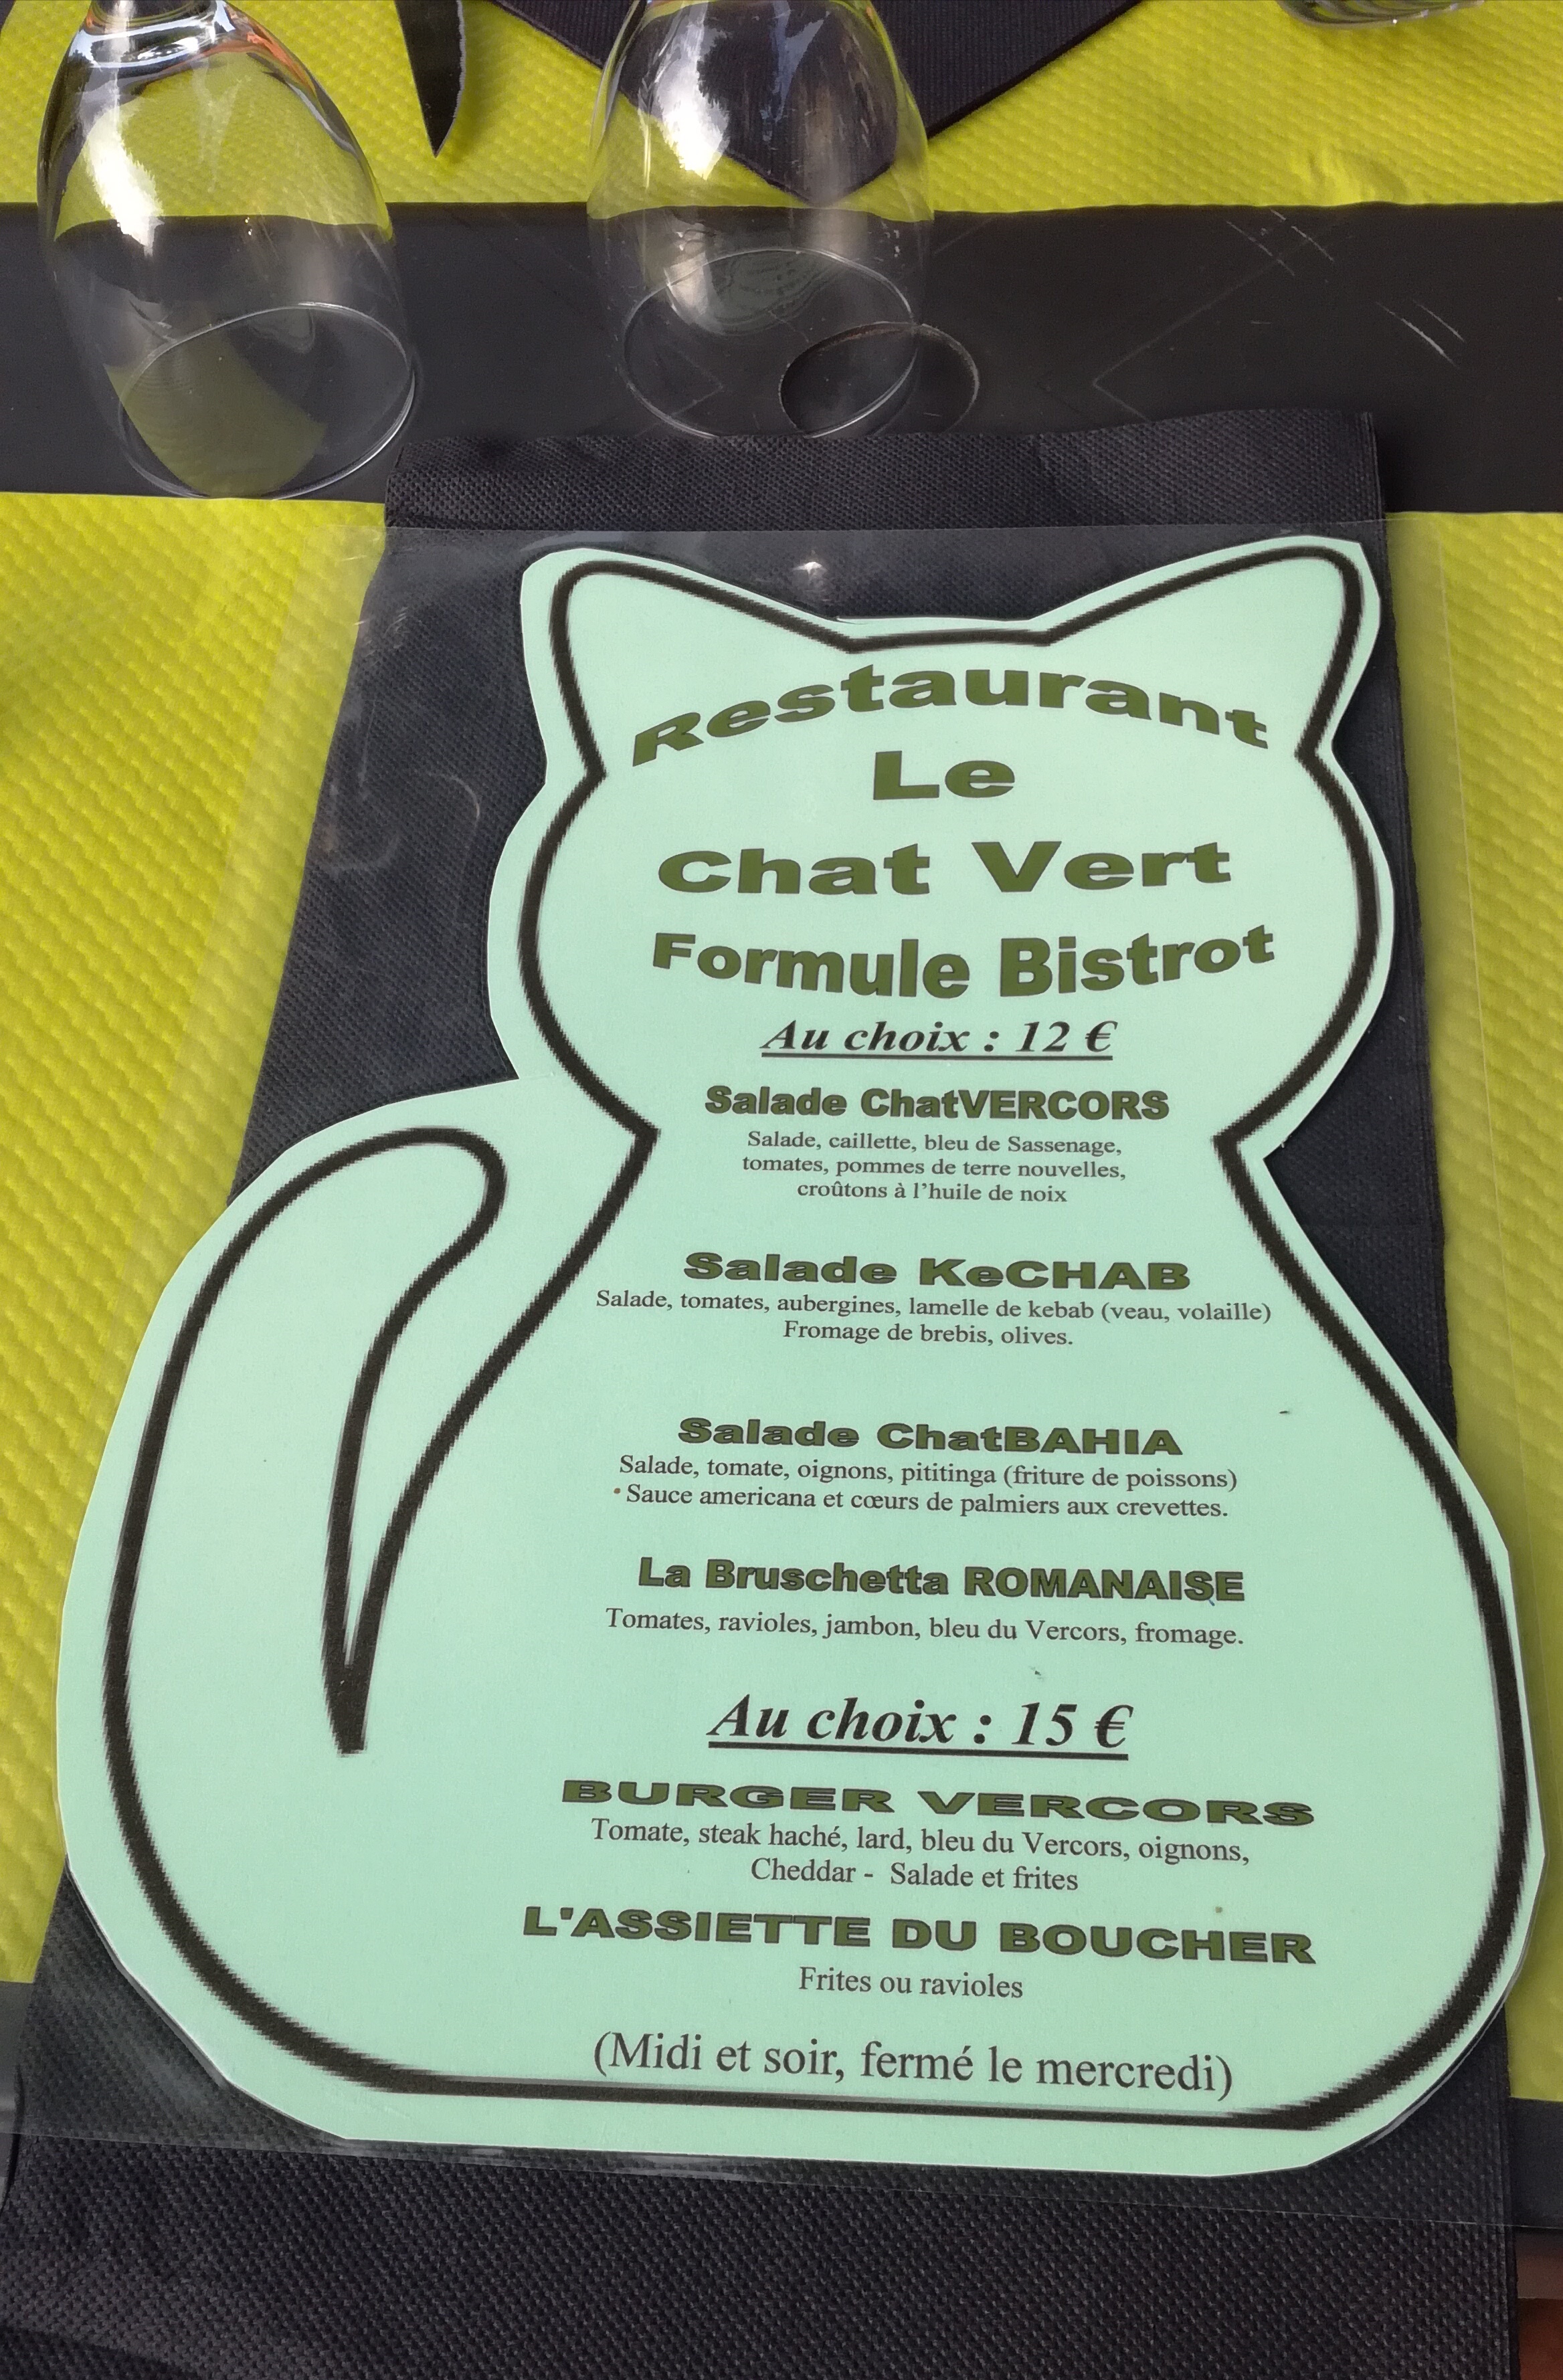 Restaurant
Le
Chat Vert
Formule Bistrot
Au choix : 12 €
Salade ChatVERCORS
Salade, caillette, bleu de Sassenage,
tomates, pommes de terre nouvelles,
croûtons à l'huile de noix
Salade KeCHAB
Salade, tomates, aubergines, lamelle de kebab (veau, volaille)
Fromage de brebis, olives.
Salade ChatBAHIA
Salade, tomate, oignons, pititinga (friture de poissons)
Sauce americana et cœurs de palmiers aux crevettes.
La Bruschetta ROMANAISE
Tomates, ravioles, jambon, bleu du Vercors, fromage.
Au choix : 15 €
BURGER VERCORS
Tomate, steak haché, lard, bleu du Vercors, oignons,
Cheddar - Salade et frites
L'ASSIETTE DU BOUCHER
Frites ou ravioles
(Midi et soir, fermé le mercredi)